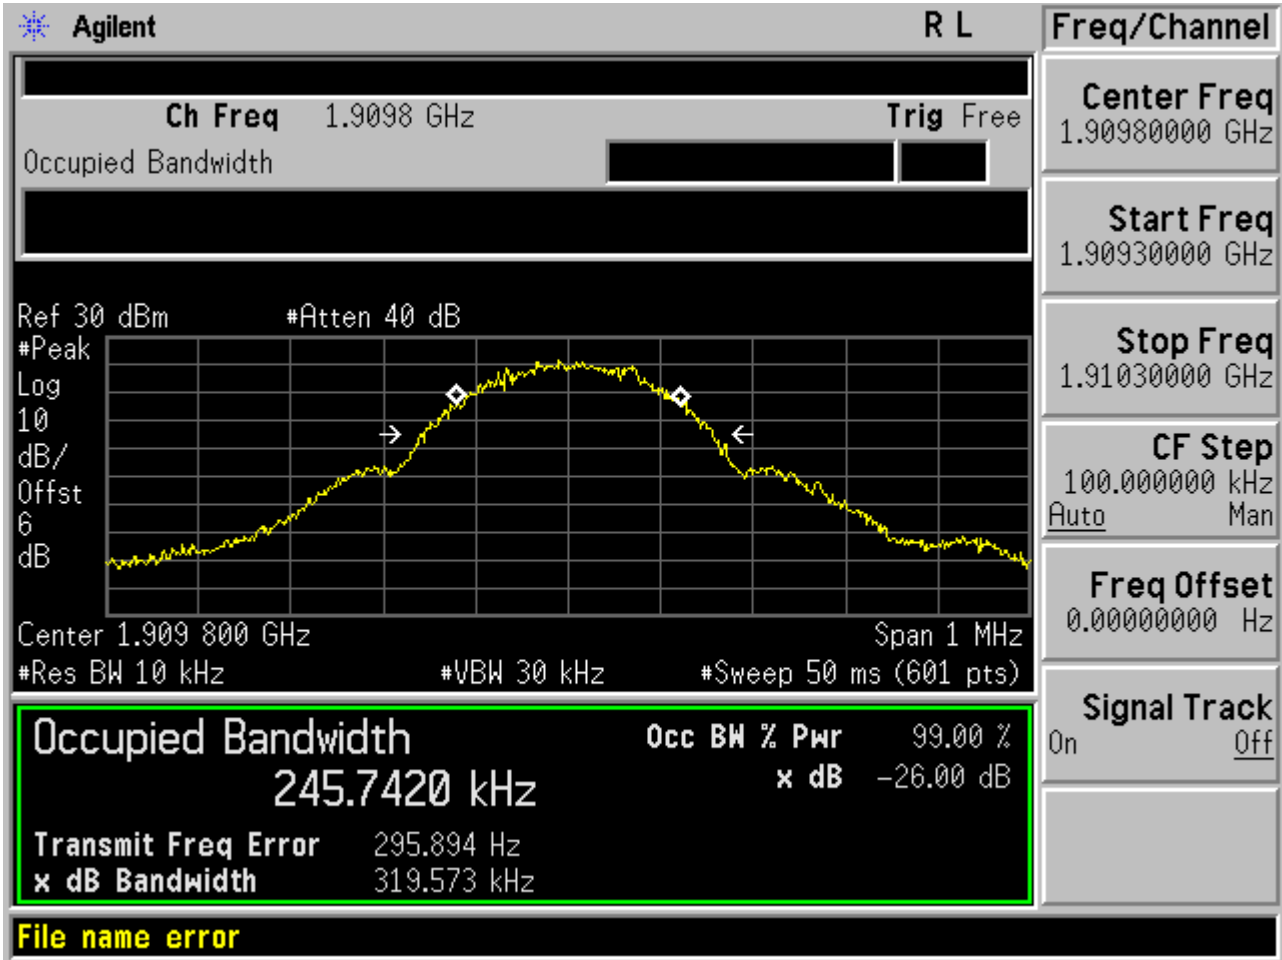 Agilent R L
Ch Freq 1.9098 GHz Trig Free
Occupied Bandwidth
Ref 30 dBm #Atten 40 dB
#Peak
Log
10
dB/
Offst
6
dB
Center 1.909 800 GHz Span 1 MHz
#Res BW 10 kHz #VBW 30 kHz #Sweep 50 ms (601 pts)
Occupied Bandwidth
245.7420 kHz
Occ BW % Pwr 99.00 %
x dB -26.00 dB
Transmit Freq Error 295.894 Hz
x dB Bandwidth 319.573 kHz
File name error
Freq/Channel
Center Freq
1.90980000 GHz
Start Freq
1.90930000 GHz
Stop Freq
1.91030000 GHz
CF Step
100.000000 kHz
Auto Man
Freq Offset
0.00000000 Hz
Signal Track
On Off